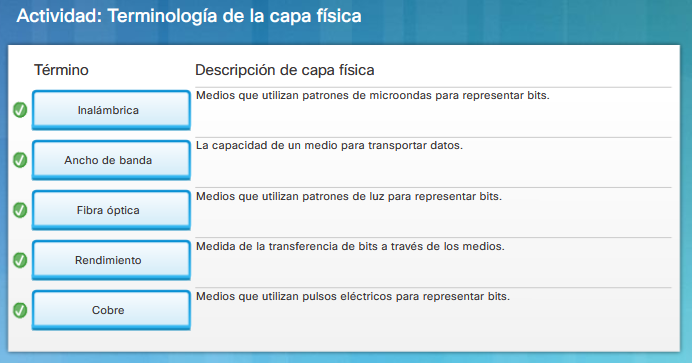 Actividad: Terminología de la capa física
Término Descripción de capa física
Inalámbrica Medios que utilizan patrones de microondas para representar bits.
Ancho de banda La capacidad de un medio para transportar datos.
Fibra óptica Medios que utilizan patrones de luz para representar bits.
Rendimiento Medida de la transferencia de bits a través de los medios.
Cobre Medios que utilizan pulsos eléctricos para representar bits.